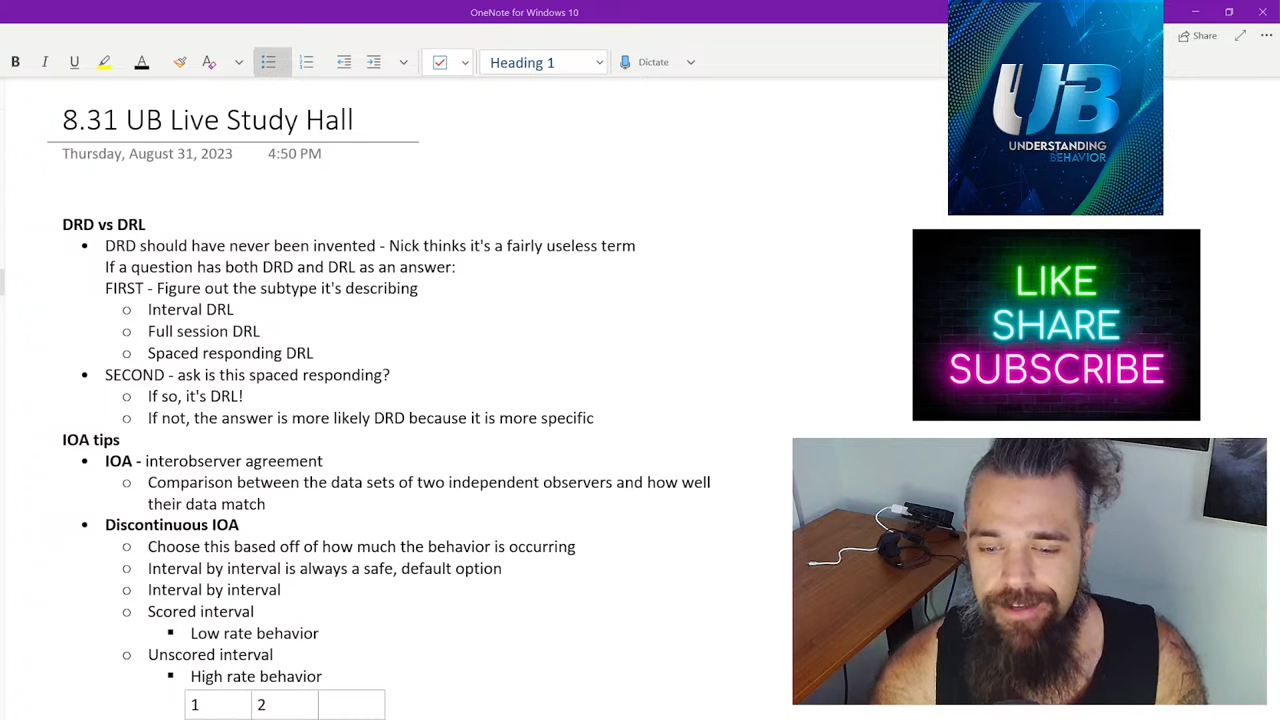 OneNote for Windows 10
Share
B I U A A Heading 1 Dictate
8.31 UB Live Study Hall
Thursday, August 31, 2023 4:50 PM
DRD vs DRL
• DRD should have never been invented - Nick thinks it's a fairly useless term
If a question has both DRD and DRL as an answer:
FIRST - Figure out the subtype it's describing
○ Interval DRL
○ Full session DRL
○ Spaced responding DRL
• SECOND - ask is this spaced responding?
○ If so, it's DRL!
○ If not, the answer is more likely DRD because it is more specific
IOA tips
• IOA - interobserver agreement
○ Comparison between the data sets of two independent observers and how well
their data match
• Discontinuous IOA
○ Choose this based off of how much the behavior is occurring
○ Interval by interval is always a safe, default option
○ Interval by interval
○ Scored interval
▪ Low rate behavior
○ Unscored interval
▪ High rate behavior
1 2
UB
UNDERSTANDING
BEHAVIOR
LIKE
SHARE
SUBSCRIBE